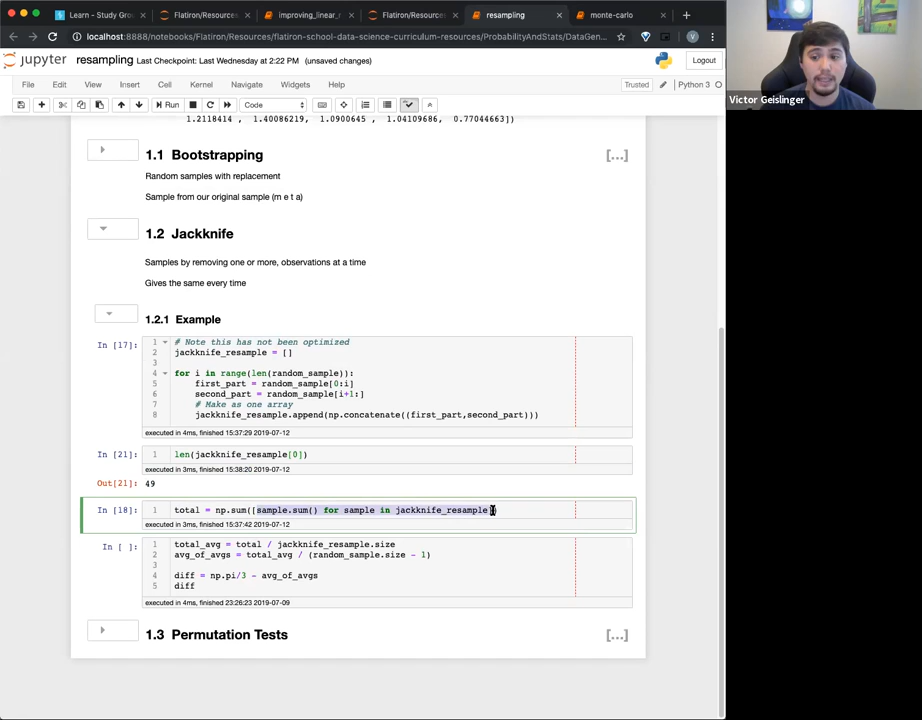 Learn - Study Grou
Flatiron/Resources
improving_linear_r
Flatiron/Resources
resampling
monte-carlo
localhost:8888/notebooks/Flatiron/Resources/flatiron-school-data-science-curriculum-resources/ProbabilityAndStats/DataGen...
jupyter resampling Last Checkpoint: Last Wednesday at 2:22 PM (unsaved changes)
Logout
File Edit View Insert Cell Kernel Navigate Widgets Help
Trusted Python 3
Run Code
Victor Geislinger
1.2118414 , 1.40086219, 1.0900645 , 1.04109686, 0.77044663])
1.1 Bootstrapping
[...]
Random samples with replacement
Sample from our original sample (m e t a)
1.2 Jackknife
Samples by removing one or more, observations at a time
Gives the same every time
1.2.1 Example
In [17]:
1 # Note this has not been optimized
2 jackknife_resample = []
3
4 for i in range(len(random_sample)):
5 first_part = random_sample[0:i]
6 second_part = random_sample[i+1:]
7 # Make as one array
8 jackknife_resample.append(np.concatenate((first_part,second_part)))
executed in 4ms, finished 15:37:29 2019-07-12
In [21]:
1 len(jackknife_resample[0])
executed in 3ms, finished 15:38:20 2019-07-12
Out[21]: 49
In [18]:
1 total = np.sum([sample.sum() for sample in jackknife_resample])
executed in 3ms, finished 15:37:42 2019-07-12
In [ ]:
1 total_avg = total / jackknife_resample.size
2 avg_of_avgs = total_avg / (random_sample.size - 1)
3
4 diff = np.pi/3 - avg_of_avgs
5 diff
executed in 4ms, finished 23:26:23 2019-07-09
1.3 Permutation Tests
[...]